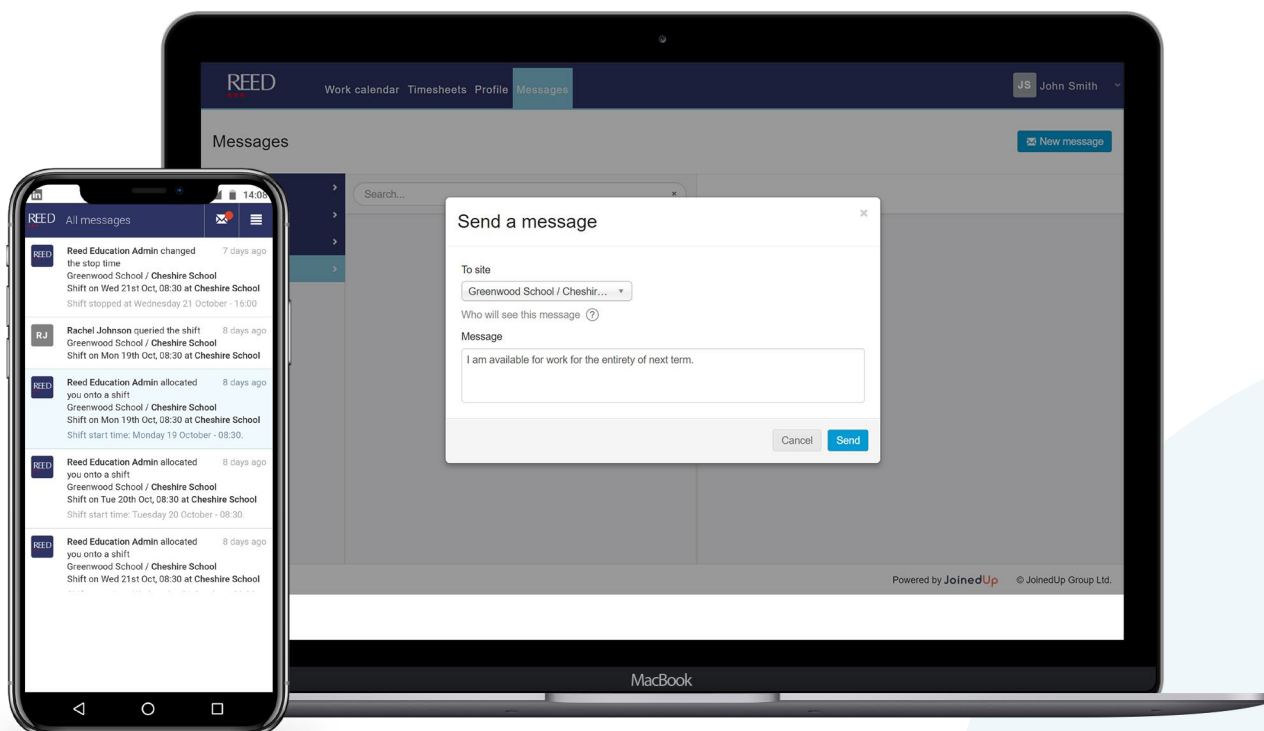 REED
Work calendar Timesheets Profile Messages
JS John Smith
Messages
New message
Search...
Send a message
To site
Greenwood School / Cheshir...
Who will see this message ?
Message
I am available for work for the entirety of next term.
Cancel Send
Powered by JoinedUp © JoinedUp Group Ltd.
MacBook
in 14:08
REED All messages
REED Reed Education Admin changed 7 days ago
the stop time
Greenwood School / Cheshire School
Shift on Wed 21st Oct, 08:30 at Cheshire School
Shift stopped at Wednesday 21 October - 16:00
RJ Rachel Johnson queried the shift 8 days ago
Greenwood School / Cheshire School
Shift on Mon 19th Oct, 08:30 at Cheshire School
REED Reed Education Admin allocated 8 days ago
you onto a shift
Greenwood School / Cheshire School
Shift on Mon 19th Oct, 08:30 at Cheshire School
Shift start time: Monday 19 October - 08:30.
REED Reed Education Admin allocated 8 days ago
you onto a shift
Greenwood School / Cheshire School
Shift on Tue 20th Oct, 08:30 at Cheshire School
Shift start time: Tuesday 20 October - 08:30.
REED Reed Education Admin allocated 8 days ago
you onto a shift
Greenwood School / Cheshire School
Shift on Wed 21st Oct, 08:30 at Cheshire School